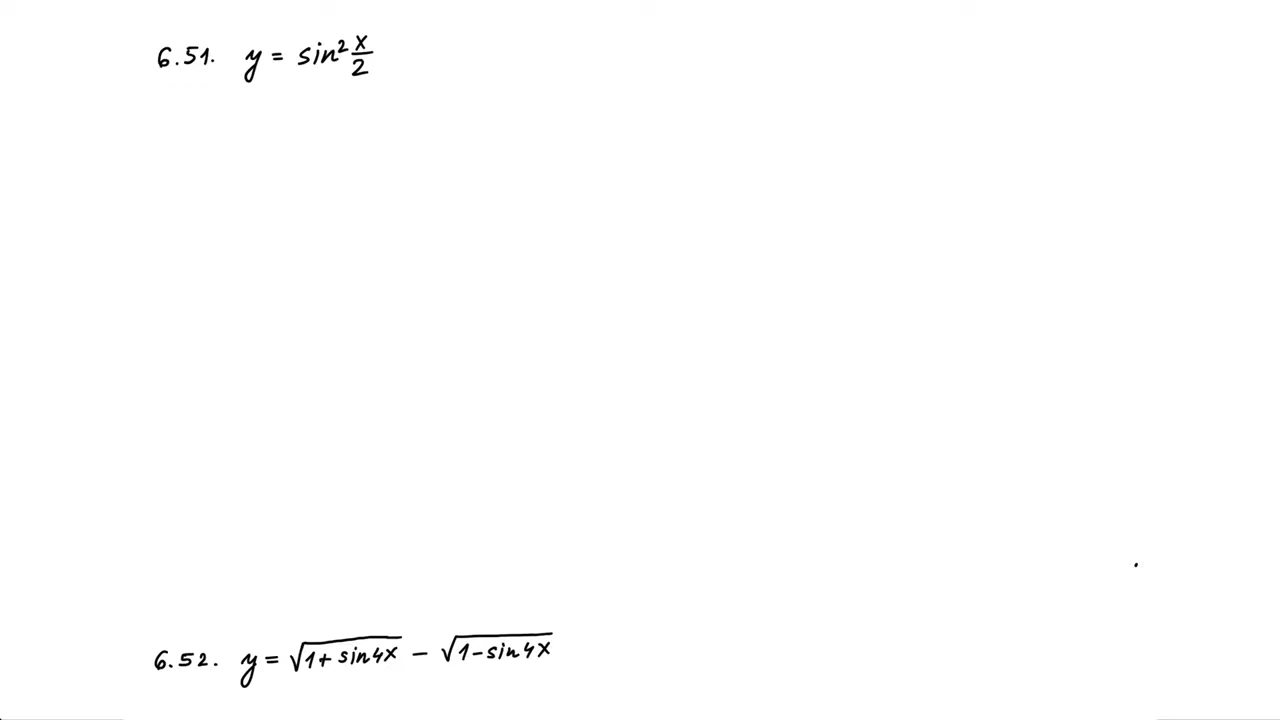 6.51. y = sin² x/2
6.52. y = √(1+sin4x) − √(1−sin4x)